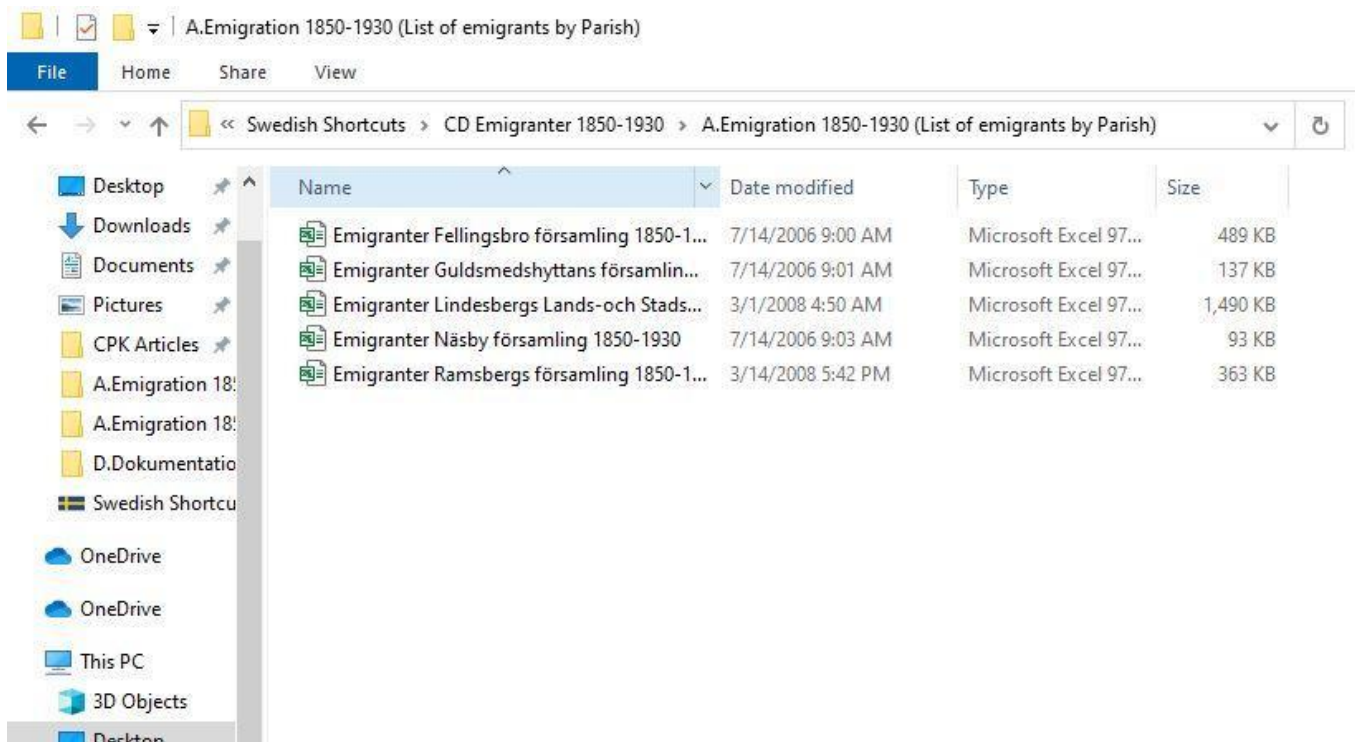 A.Emigration 1850-1930 (List of emigrants by Parish)
File Home Share View
« Swedish Shortcuts › CD Emigranter 1850-1930 › A.Emigration 1850-1930 (List of emigrants by Parish)
Desktop
Downloads
Documents
Pictures
CPK Articles
A.Emigration 18
A.Emigration 18
D.Dokumentatio
Swedish Shortcu
OneDrive
OneDrive
This PC
3D Objects
Desktop
Name Date modified Type Size
Emigranter Fellingsbro församling 1850-1... 7/14/2006 9:00 AM Microsoft Excel 97... 489 KB
Emigranter Guldsmedshyttans församlin... 7/14/2006 9:01 AM Microsoft Excel 97... 137 KB
Emigranter Lindesbergs Lands-och Stads... 3/1/2008 4:50 AM Microsoft Excel 97... 1,490 KB
Emigranter Näsby församling 1850-1930 7/14/2006 9:03 AM Microsoft Excel 97... 93 KB
Emigranter Ramsbergs församling 1850-1... 3/14/2008 5:42 PM Microsoft Excel 97... 363 KB